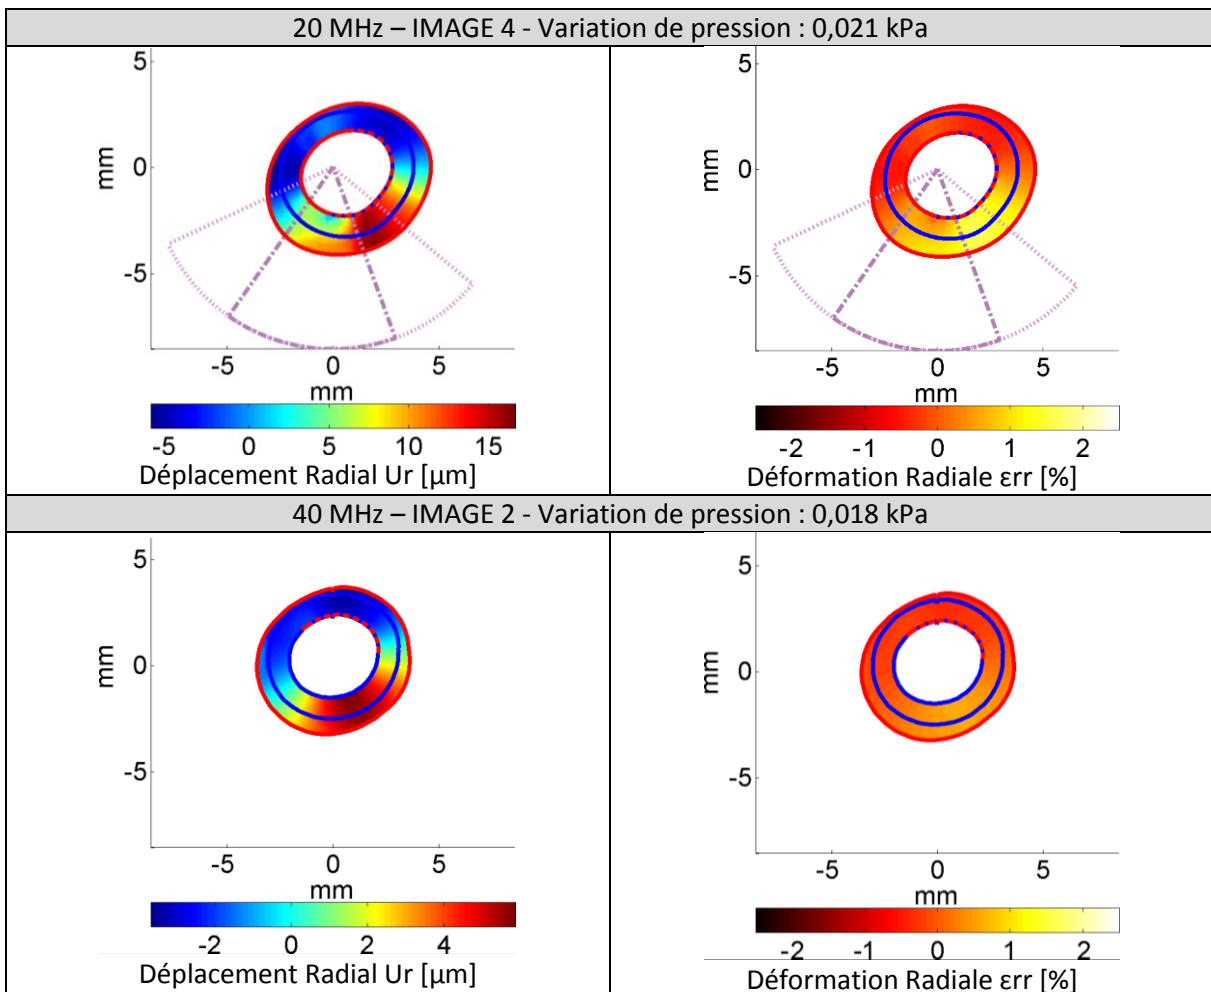 20 MHz – IMAGE 4 - Variation de pression : 0,021 kPa
5
0
-5
mm
-5 0 5
mm
-5 0 5 10 15
Déplacement Radial Ur [µm]
5
0
-5
mm
-5 0 5
mm
-2 -1 0 1 2
Déformation Radiale εrr [%]
40 MHz – IMAGE 2 - Variation de pression : 0,018 kPa
5
0
-5
mm
-5 0 5
mm
-2 0 2 4
Déplacement Radial Ur [µm]
5
0
-5
mm
-5 0 5
mm
-2 -1 0 1 2
Déformation Radiale εrr [%]